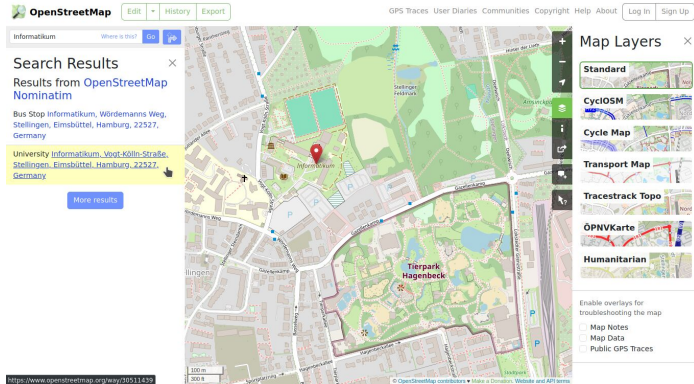 OpenStreetMap
Edit
History
Export
GPS Traces User Diaries Communities Copyright Help About
Log In
Sign Up
Informatikum
Where is this?
Go
Search Results
Results from OpenStreetMap
Nominatim
Bus Stop Informatikum, Wördemanns Weg,
Stellingen, Eimsbüttel, Hamburg, 22527,
Germany
University Informatikum, Vogt-Kölln-Straße,
Stellingen, Eimsbüttel, Hamburg, 22527,
Germany
More results
https://www.openstreetmap.org/way/30511439
Stellinger
Feldmark
Informatikum
Gazellenkamp
Gazellenkamp
Gazellenkamp
Tierpark
Hagenbeck
P
P
P
P
P
100 m
300 ft
© OpenStreetMap contributors ♥ Make a Donation. Website and API terms
Map Layers
Standard
CyclOSM
Cycle Map
Transport Map
Tracestrack Topo
ÖPNVKarte
Humanitarian
Enable overlays for
troubleshooting the map
Map Notes
Map Data
Public GPS Traces